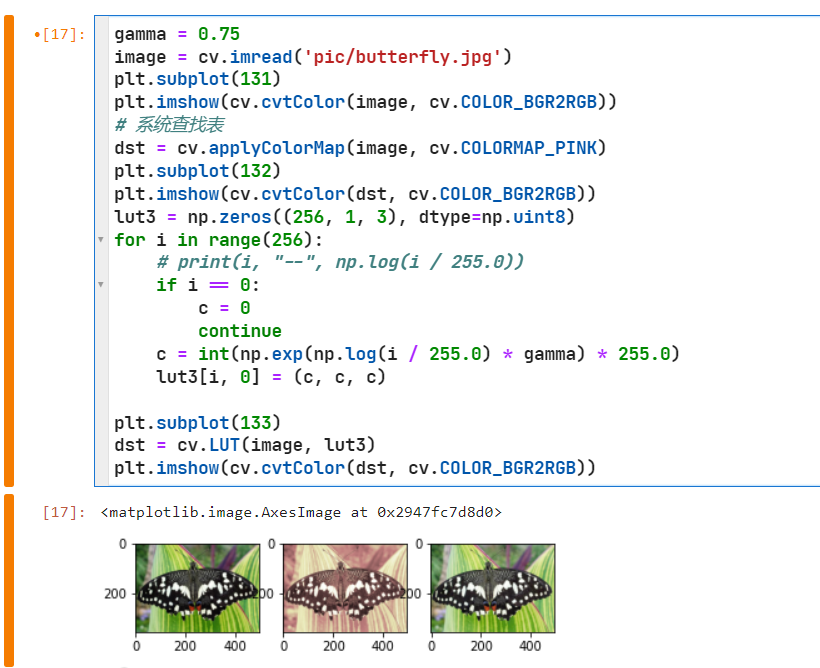 [17]:
gamma = 0.75
image = cv.imread('pic/butterfly.jpg')
plt.subplot(131)
plt.imshow(cv.cvtColor(image, cv.COLOR_BGR2RGB))
# 系统查找表
dst = cv.applyColorMap(image, cv.COLORMAP_PINK)
plt.subplot(132)
plt.imshow(cv.cvtColor(dst, cv.COLOR_BGR2RGB))
lut3 = np.zeros((256, 1, 3), dtype=np.uint8)
for i in range(256):
    # print(i, "--", np.log(i / 255.0))
    if i == 0:
        c = 0
        continue
    c = int(np.exp(np.log(i / 255.0) * gamma) * 255.0)
    lut3[i, 0] = (c, c, c)

plt.subplot(133)
dst = cv.LUT(image, lut3)
plt.imshow(cv.cvtColor(dst, cv.COLOR_BGR2RGB))
[17]: <matplotlib.image.AxesImage at 0x2947fc7d8d0>
0 0 0
200 200 200
0 200 400 0 200 400 0 200 400